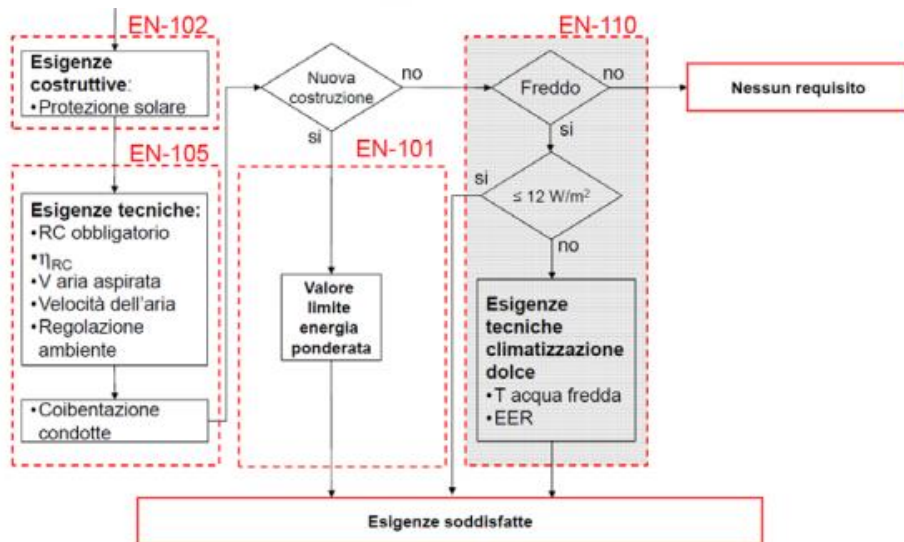 EN-102
Esigenze
costruttive:
•Protezione solare
EN-105
Esigenze tecniche:
•RC obbligatorio
•ηRC
•V aria aspirata
•Velocità dell'aria
•Regolazione
ambiente
•Coibentazione
condotte
Nuova
costruzione
no
si
EN-101
Valore
limite
energia
ponderata
EN-110
Freddo
no
si
si
≤ 12 W/m²
no
Esigenze
tecniche
climatizzazione
dolce
•T acqua fredda
•EER
Nessun requisito
Esigenze soddisfatte